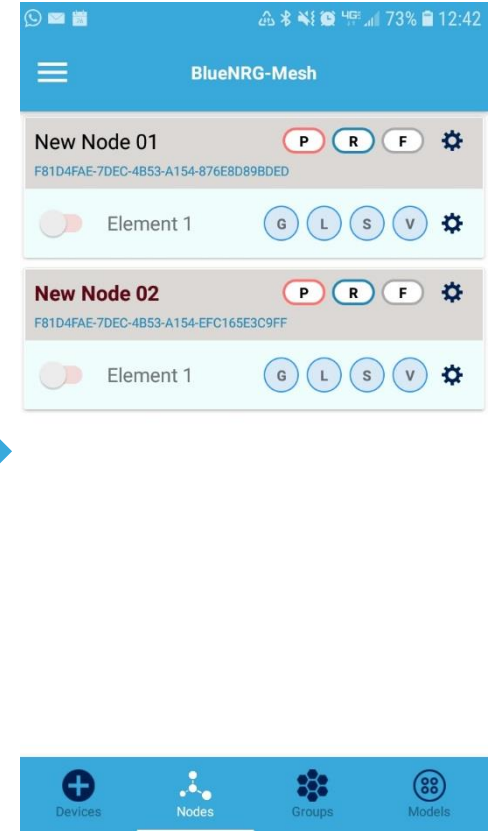 4G 73% 12:42
BlueNRG-Mesh
New Node 01 P R F
F81D4FAE-7DEC-4B53-A154-876E8D89BDED
Element 1 G L S V
New Node 02 P R F
F81D4FAE-7DEC-4B53-A154-EFC165E3C9FF
Element 1 G L S V
Devices Nodes Groups Models